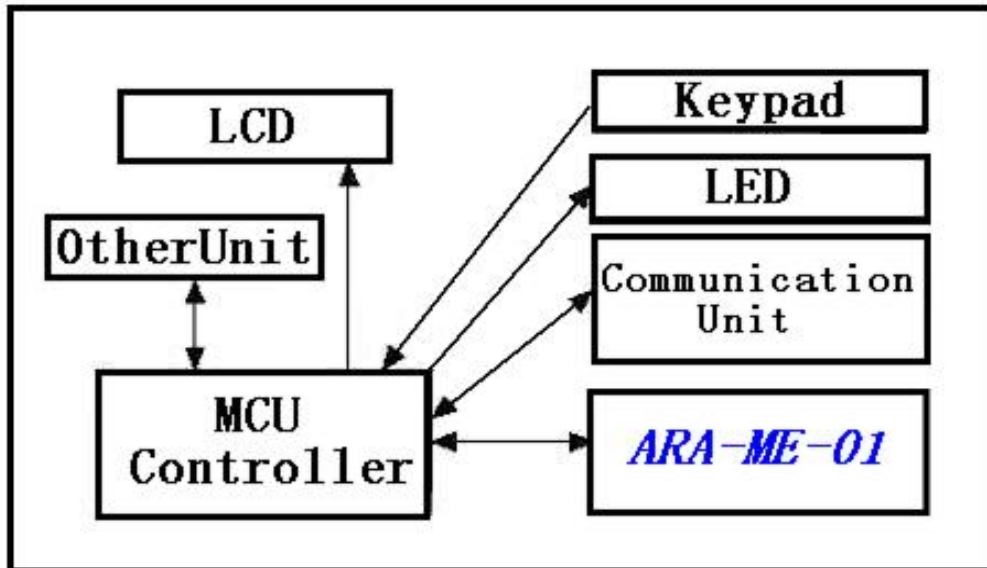 LCD
Keypad
LED
OtherUnit
Communication
Unit
MCU
Controller
ARA-ME-01